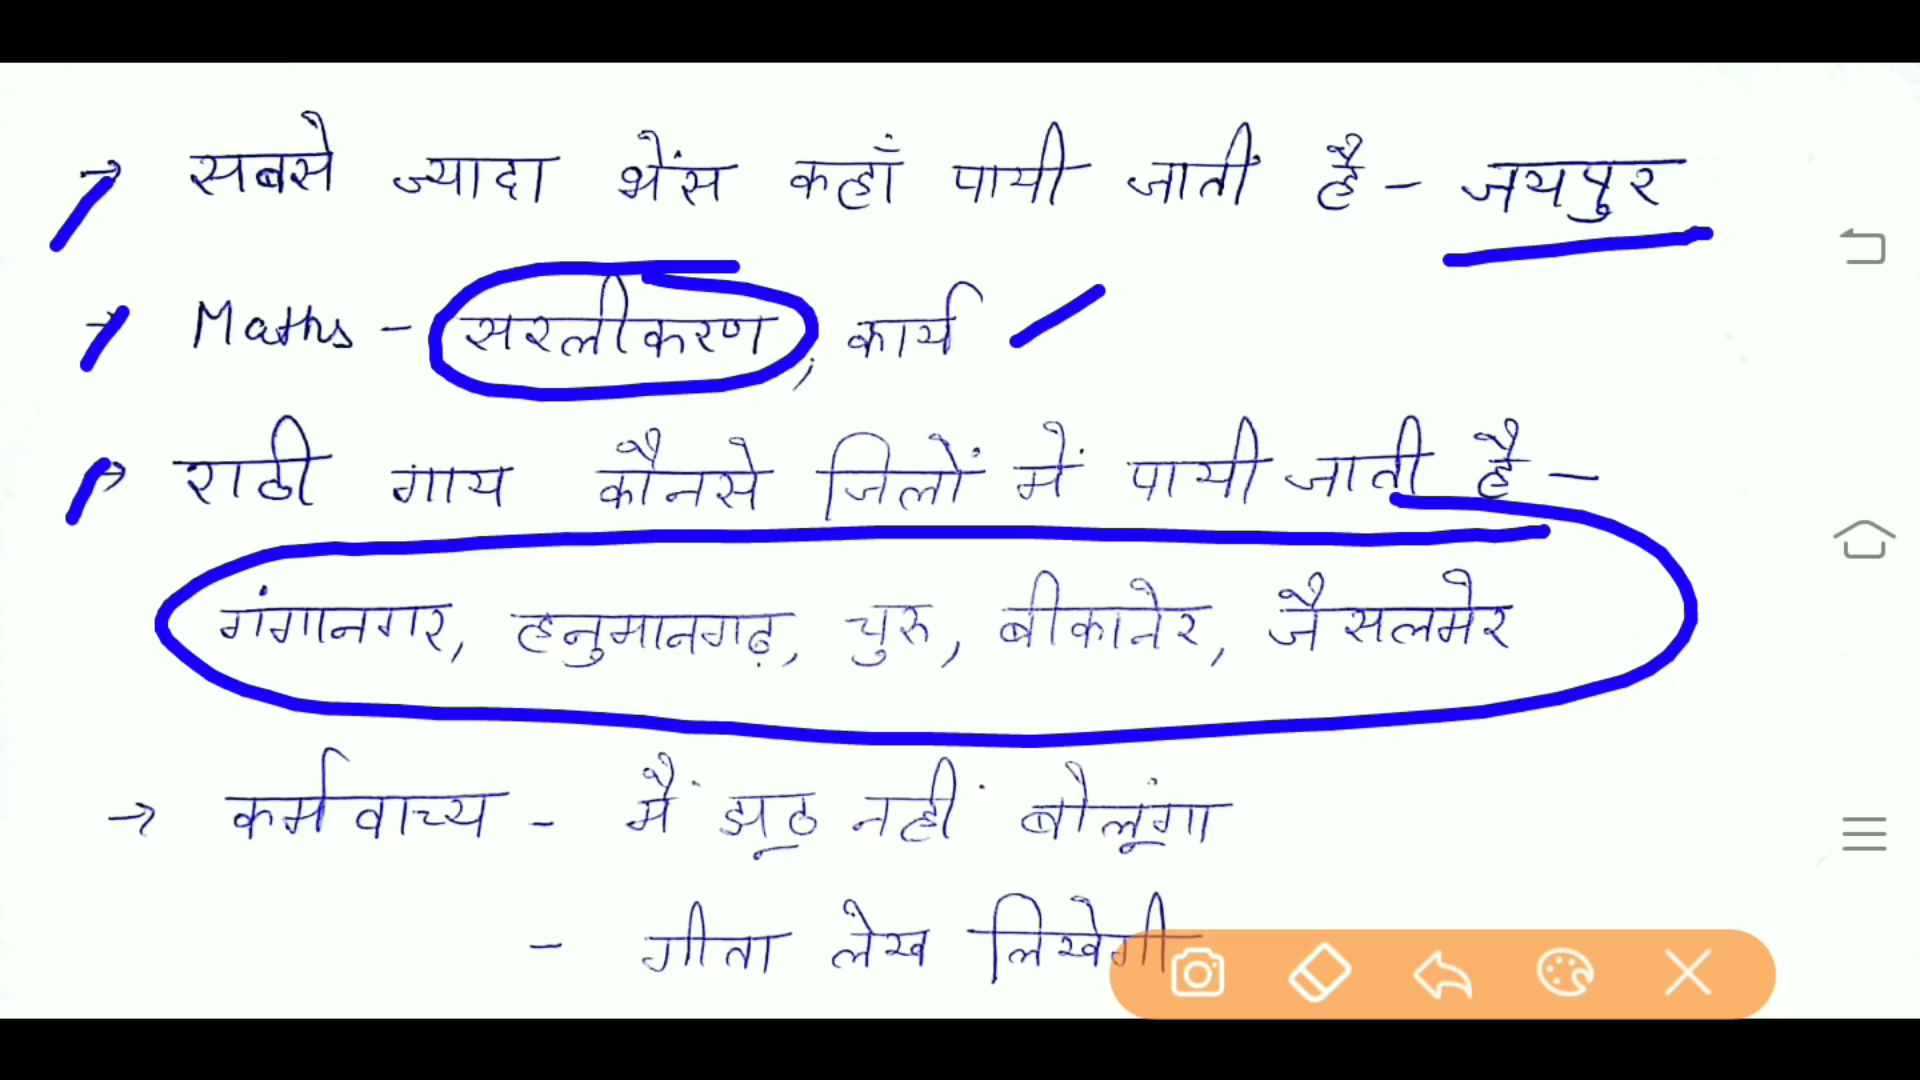 → सबसे ज्यादा भैंस कहाँ पायी जाती है - जयपुर
→ Maths - सरलीकरण, कार्य
→ राठी गाय कौनसे जिलों में पायी जाती है -
गंगानगर, हनुमानगढ़, चुरू, बीकानेर, जैसलमेर
→ कर्मवाच्य - मैं झूठ नहीं बोलूंगा
- गीता लेख लिखेगी